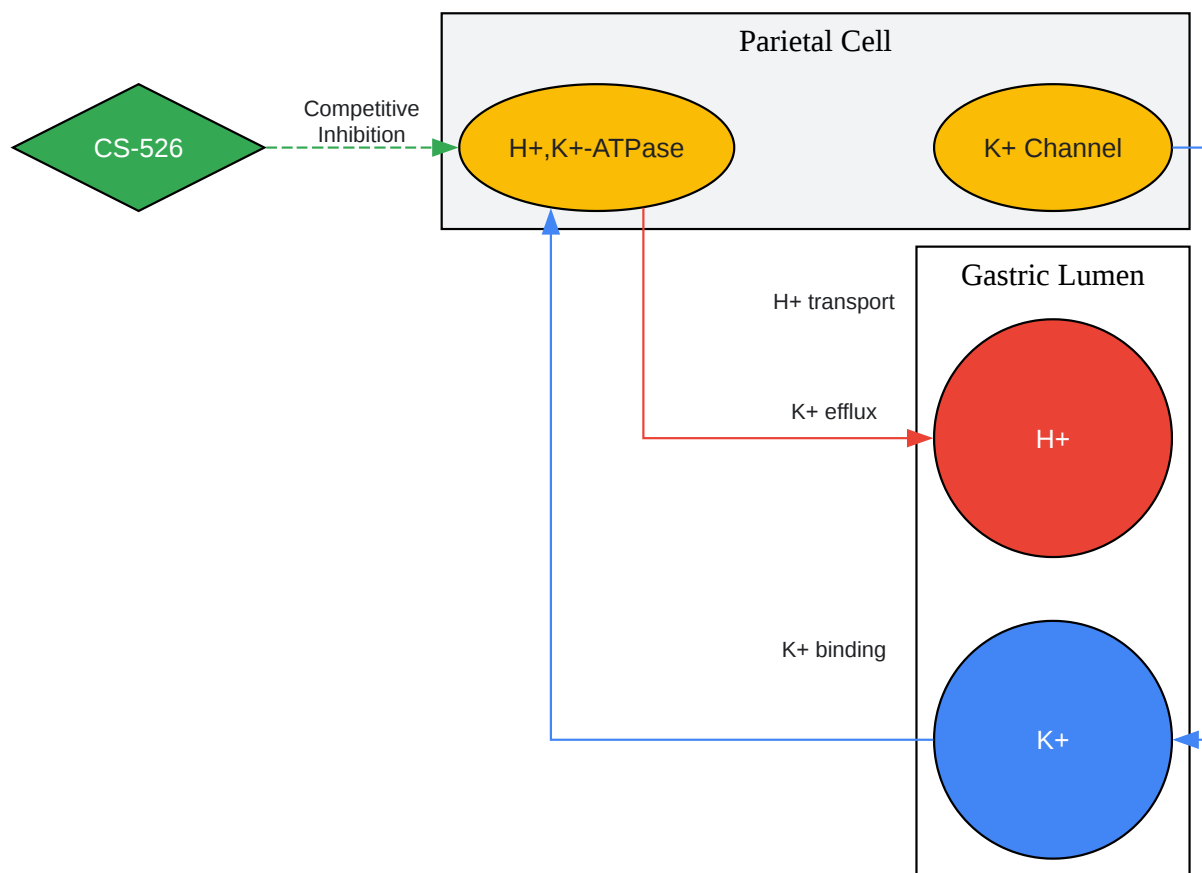 Parietal Cell
Competitive
Inhibition
CS-526
H+,K+-ATPase
K+ Channel
Gastric Lumen
H+ transport
K+ efflux
H+
K+ binding
K+